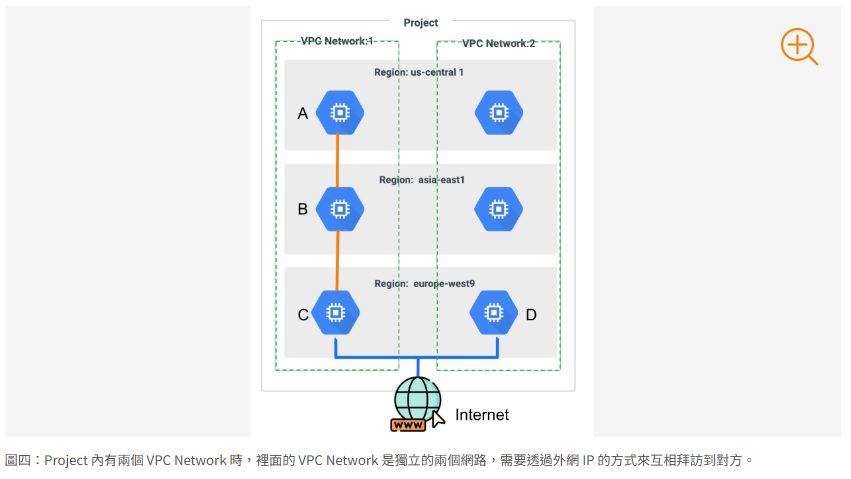 Project
VPC Network:1
VPC Network:2
Region: us-central 1
A
Region: asia-east1
B
Region: europe-west9
C
D
WWW
Internet
圖四：Project 內有兩個 VPC Network 時，裡面的 VPC Network 是獨立的兩個網路，需要透過外網 IP 的方式來互相拜訪到對方。